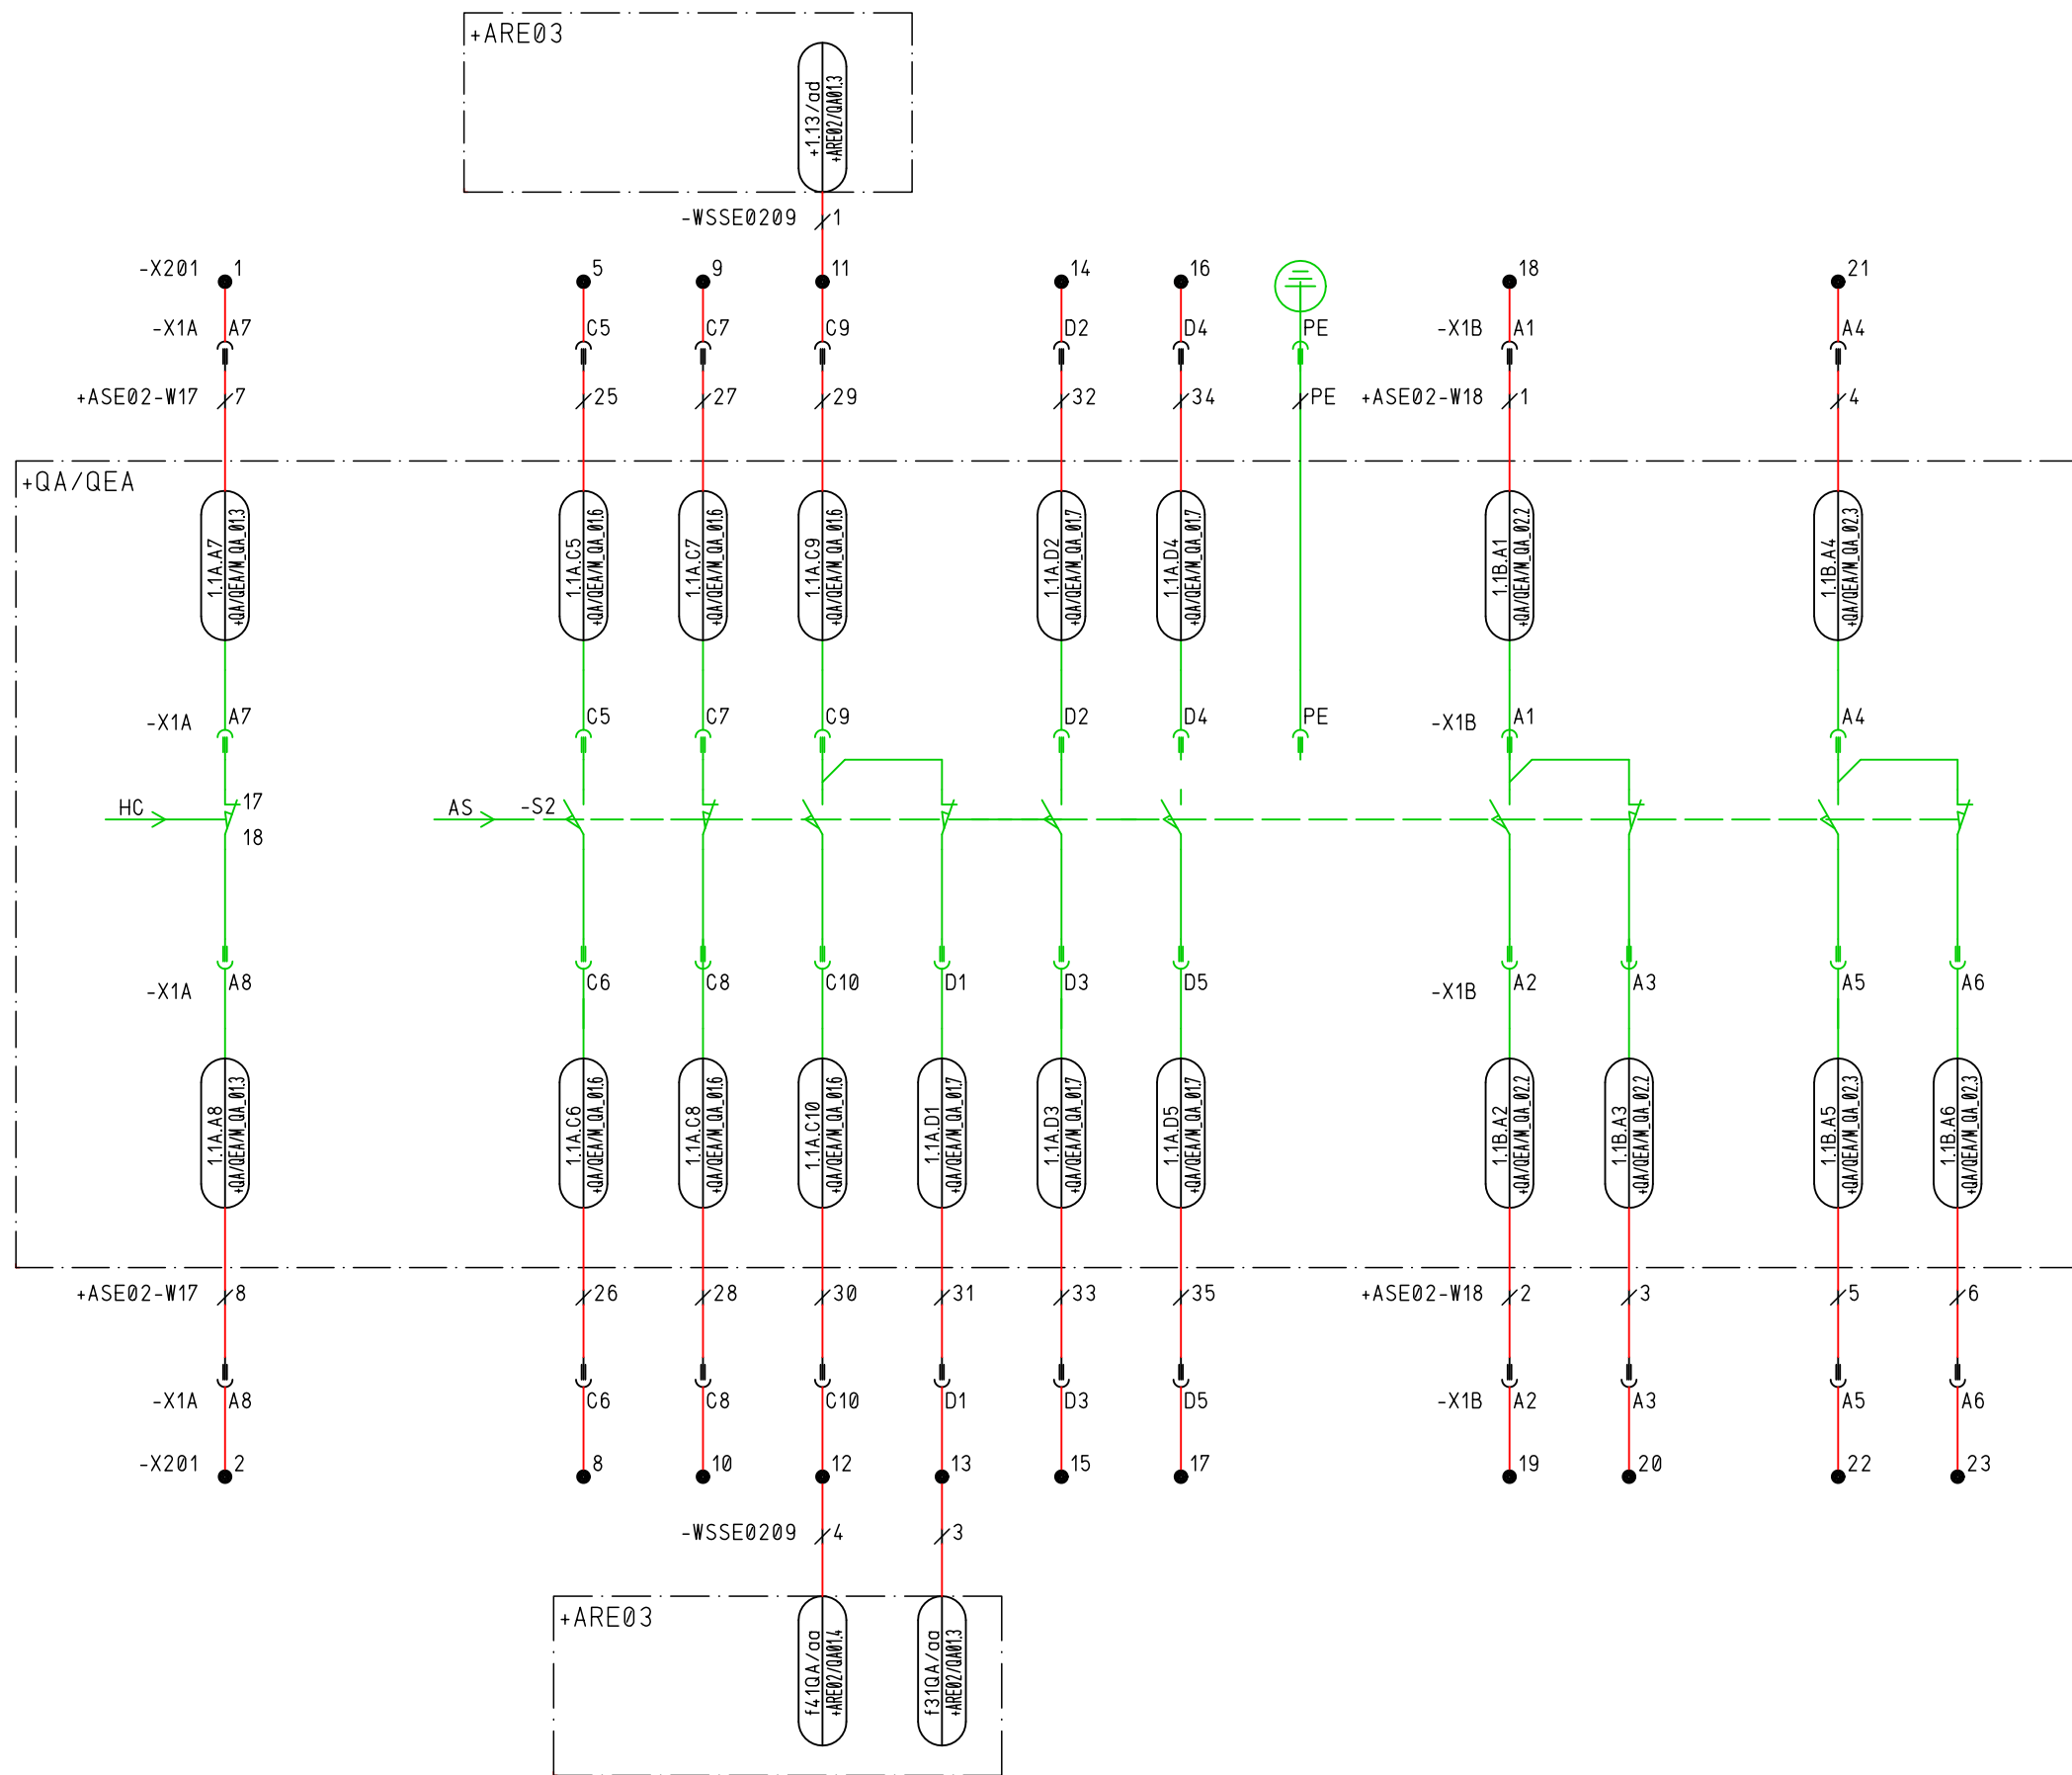 +ARE03
+1.13/ad
+ARE02/QA01.3
-WSSE0209 1
-X201 1 5 9 11 14 16 18 21
-X1A A7 C5 C7 C9 D2 D4 PE -X1B A1 A4
+ASE02-W17 7 25 27 29 32 34 PE +ASE02-W18 1 4
+QA/QEA
1.1A.A7
+QA/QEA/M_QA_01.3
1.1A.C5
+QA/QEA/M_QA_01.6
1.1A.C7
+QA/QEA/M_QA_01.6
1.1A.C9
+QA/QEA/M_QA_01.6
1.1A.D2
+QA/QEA/M_QA_01.7
1.1A.D4
+QA/QEA/M_QA_01.7
1.1B.A1
+QA/QEA/M_QA_02.2
1.1B.A4
+QA/QEA/M_QA_02.3
-X1A A7 C5 C7 C9 D2 D4 PE -X1B A1 A4
HC 17 AS -S2
18
-X1A A8 C6 C8 C10 D1 D3 D5 -X1B A2 A3 A5 A6
1.1A.A8
+QA/QEA/M_QA_01.3
1.1A.C6
+QA/QEA/M_QA_01.6
1.1A.C8
+QA/QEA/M_QA_01.6
1.1A.C10
+QA/QEA/M_QA_01.6
1.1A.D1
+QA/QEA/M_QA_01.7
1.1A.D3
+QA/QEA/M_QA_01.7
1.1A.D5
+QA/QEA/M_QA_01.7
1.1B.A2
+QA/QEA/M_QA_02.2
1.1B.A3
+QA/QEA/M_QA_02.2
1.1B.A5
+QA/QEA/M_QA_02.3
1.1B.A6
+QA/QEA/M_QA_02.3
+ASE02-W17 8 26 28 30 31 33 35 +ASE02-W18 2 3 5 6
-X1A A8 C6 C8 C10 D1 D3 D5 -X1B A2 A3 A5 A6
-X201 2 8 10 12 13 15 17 19 20 22 23
-WSSE0209 4 3
+ARE03
f41QA/aa
+ARE02/QA01.4
f31QA/aa
+ARE02/QA01.3